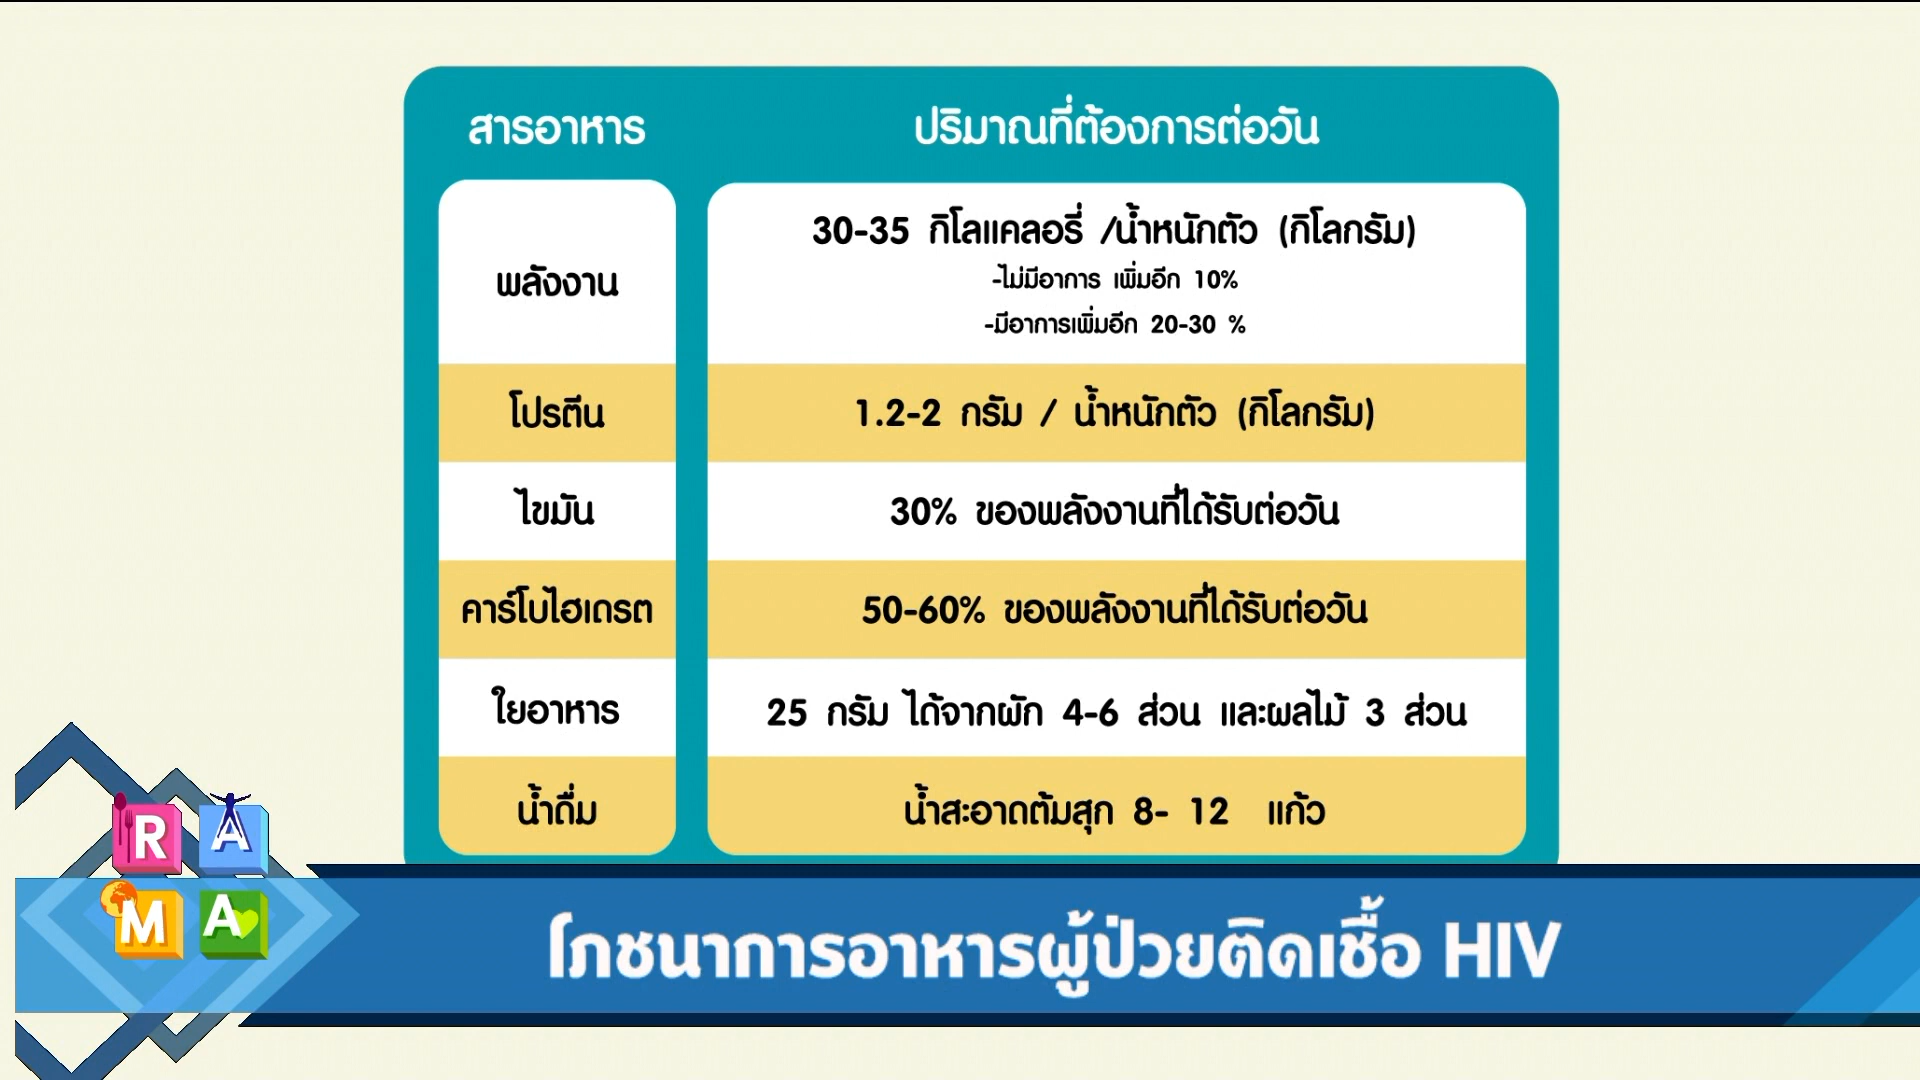 สารอาหาร ปริมาณที่ต้องการต่อวัน
พลังงาน
30-35 กิโลแคลอรี่ /น้ำหนักตัว (กิโลกรัม)
-ไม่มีอาการ เพิ่มอีก 10%
-มีอาการเพิ่มอีก 20-30 %
โปรตีน 1.2-2 กรัม / น้ำหนักตัว (กิโลกรัม)
ไขมัน 30% ของพลังงานที่ได้รับต่อวัน
คาร์โบไฮเดรต 50-60% ของพลังงานที่ได้รับต่อวัน
ใยอาหาร 25 กรัม ได้จากผัก 4-6 ส่วน และผลไม้ 3 ส่วน
น้ำดื่ม น้ำสะอาดต้มสุก 8- 12 แก้ว
RA
MA
โภชนาการอาหารผู้ป่วยติดเชื้อ HIV